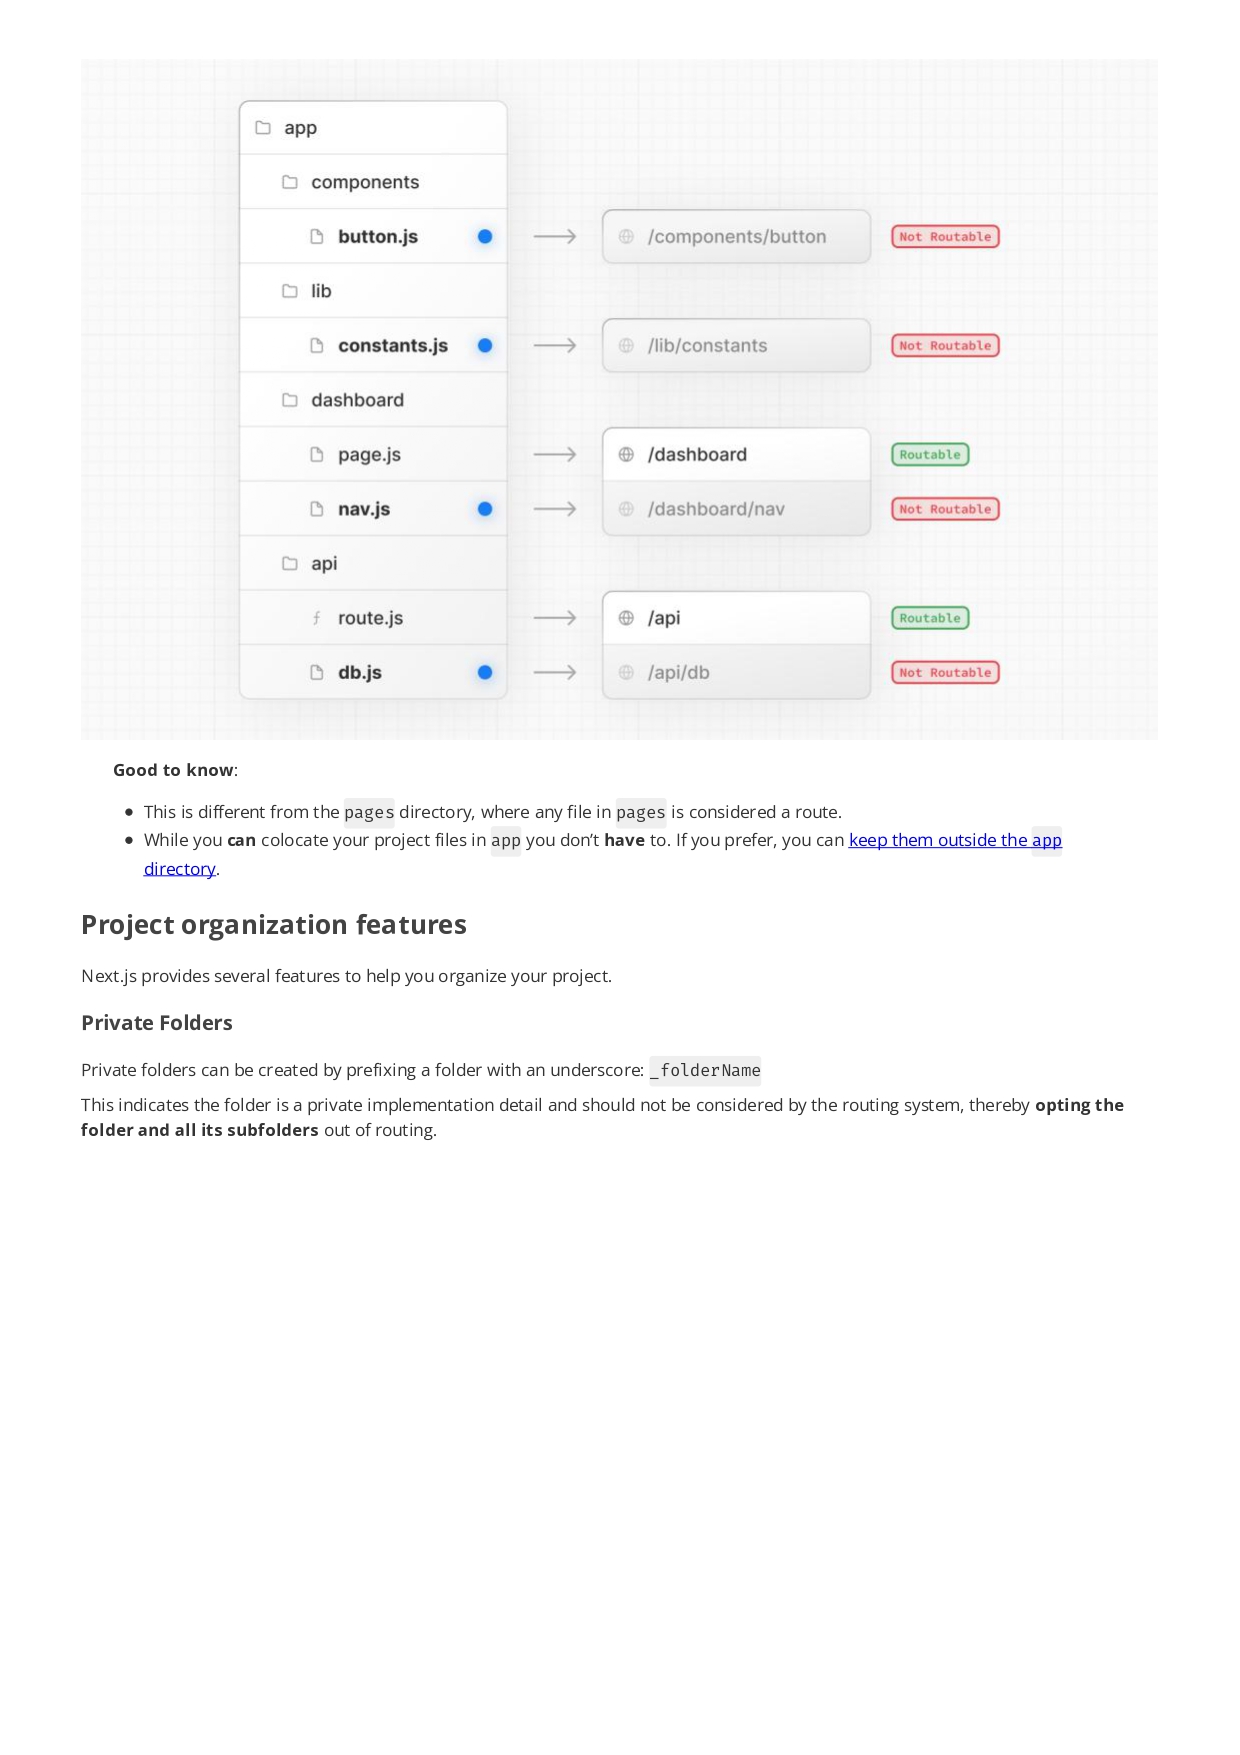 app
components
button.js /components/button Not Routable
lib
constants.js /lib/constants Not Routable
dashboard
page.js /dashboard Routable
nav.js /dashboard/nav Not Routable
api
route.js /api Routable
db.js /api/db Not Routable
Good to know:
This is different from the pages directory, where any file in pages is considered a route.
While you can colocate your project files in app you don’t have to. If you prefer, you can keep them outside the app
directory.
Project organization features
Next.js provides several features to help you organize your project.
Private Folders
Private folders can be created by prefixing a folder with an underscore: _folderName
This indicates the folder is a private implementation detail and should not be considered by the routing system, thereby opting the
folder and all its subfolders out of routing.